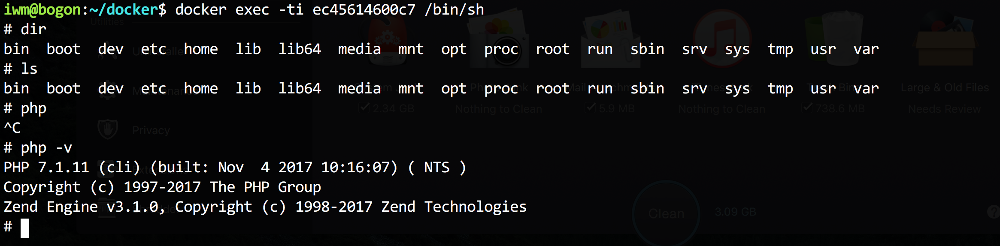 iwm@bogon:~/docker$ docker exec -ti ec45614600c7 /bin/sh
Utilities
# dir
bin  boot  dev  etc  home  lib  lib64  media  mnt  opt  proc  root  run  sbin  srv  sys  tmp  usr  var
# ls
bin  boot  dev  etc  home  lib  lib64  media  mnt  opt  proc  root  run  sbin  srv  sys  tmp  usr  var
Large & Old Files
# php
2.34 GB Nothing to Clean 5.9 MB Nothing to Clean 738.6 MB Needs Review
^C
Privacy
# php -v
PHP 7.1.11 (cli) (built: Nov  4 2017 10:16:07) ( NTS )
Copyright (c) 1997-2017 The PHP Group
Zend Engine v3.1.0, Copyright (c) 1998-2017 Zend Technologies
Clean 3.09 GB
#